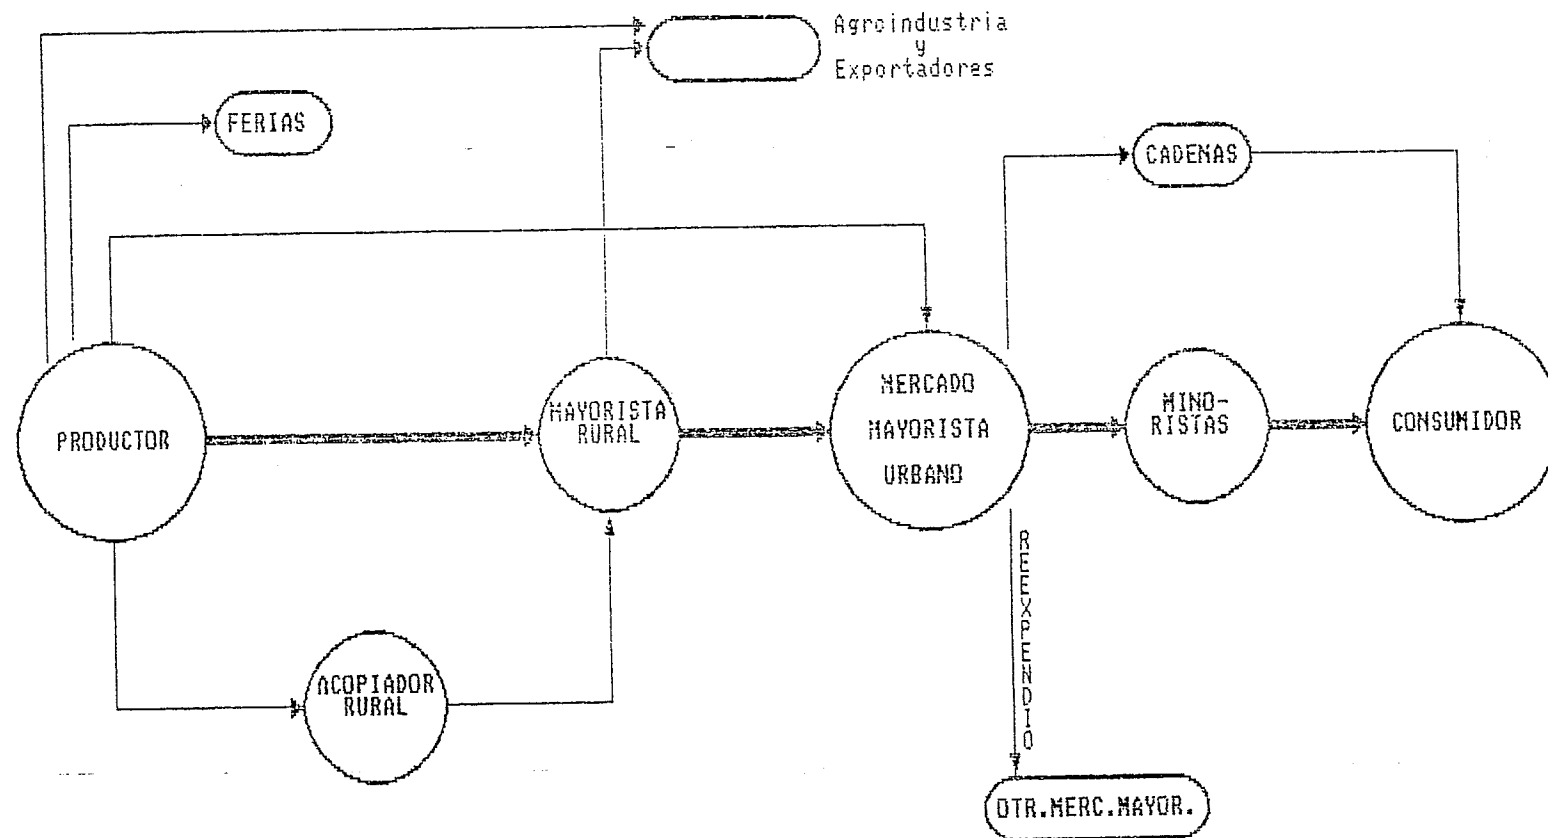 Agroindustria
y
Exportadores
FERIAS
CADENAS
PRODUCTOR
MAYORISTA
RURAL
MERCADO
MAYORISTA
URBANO
MINO-
RISTAS
CONSUMIDOR
REEXPENDIO
ACOPIADOR
RURAL
OTR.MERC.MAYOR.